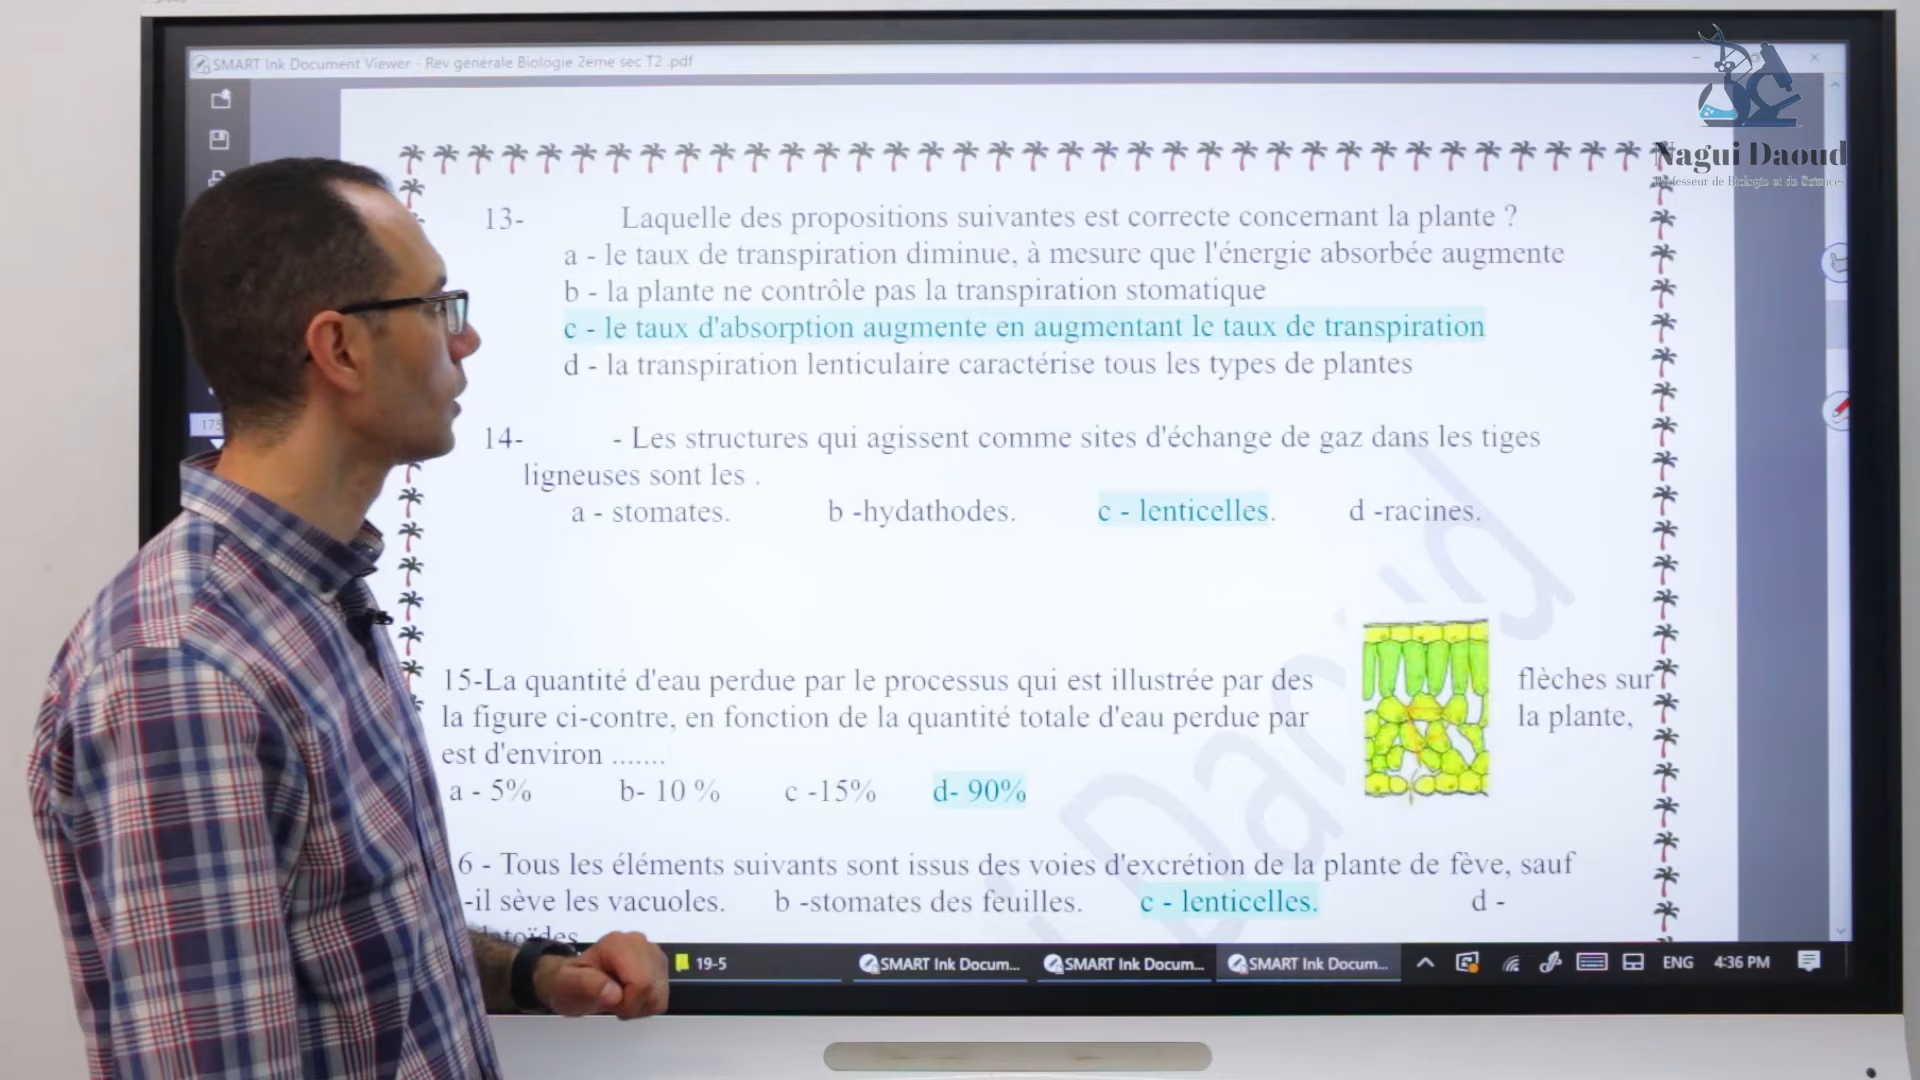 SMART Ink Document Viewer - Rev générale Biologie 2ème sec T2 .pdf
Nagui Daoud
Professeur de Biologie et de Sciences
13- Laquelle des propositions suivantes est correcte concernant la plante ?
a - le taux de transpiration diminue, à mesure que l'énergie absorbée augmente
b - la plante ne contrôle pas la transpiration stomatique
c - le taux d'absorption augmente en augmentant le taux de transpiration
d - la transpiration lenticulaire caractérise tous les types de plantes
175
14- - Les structures qui agissent comme sites d'échange de gaz dans les tiges
ligneuses sont les .
a - stomates. b -hydathodes. c - lenticelles. d -racines.
15-La quantité d'eau perdue par le processus qui est illustrée par des flèches sur
la figure ci-contre, en fonction de la quantité totale d'eau perdue par la plante,
est d'environ .......
a - 5% b- 10 % c -15% d- 90%
6 - Tous les éléments suivants sont issus des voies d'excrétion de la plante de fève, sauf
-il sève les vacuoles. b -stomates des feuilles. c - lenticelles. d -
19-5 SMART Ink Docum... SMART Ink Docum... SMART Ink Docum... ENG 4:36 PM